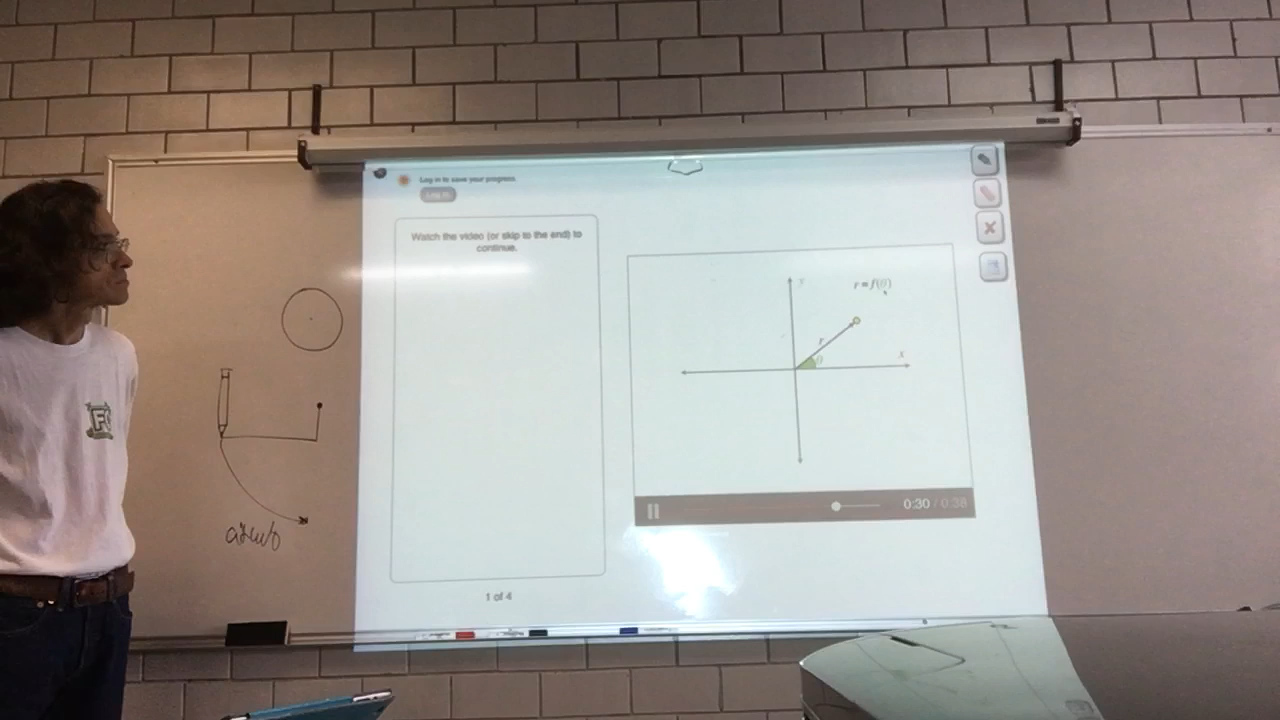 Log in to save your progress.
Log in
Watch the video (or skip to the end) to
continue.
y
r = f(θ)
r
θ
x
0:30 / 0:38
1 of 4
F